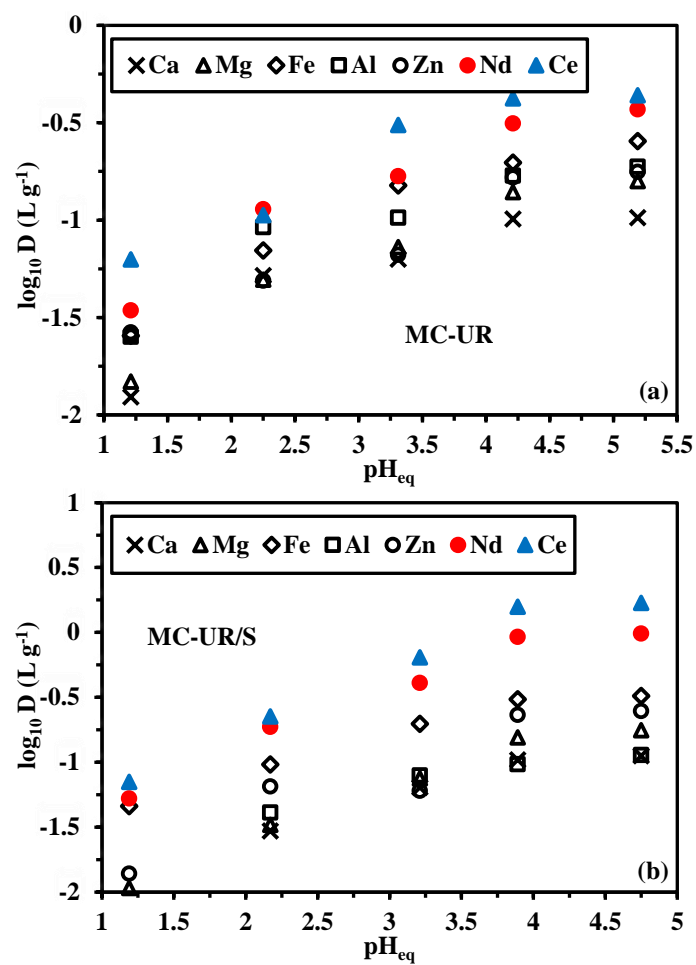 0
Ca Mg Fe Al Zn Nd Ce
-0.5
-1
-1.5
-2
log₁₀ D (L g⁻¹)
MC-UR
(a)
1 1.5 2 2.5 3 3.5 4 4.5 5 5.5
pHeq
1
Ca Mg Fe Al Zn Nd Ce
0.5
0
-0.5
-1
-1.5
-2
log₁₀ D (L g⁻¹)
MC-UR/S
(b)
1 1.5 2 2.5 3 3.5 4 4.5 5
pHeq